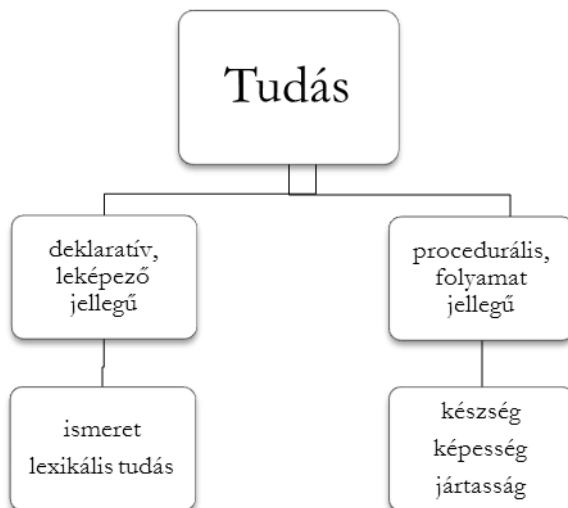 Tudás
deklaratív,
leképező
jellegű
procedurális,
folyamat
jellegű
ismeret
lexikális tudás
készség
képesség
jártasság